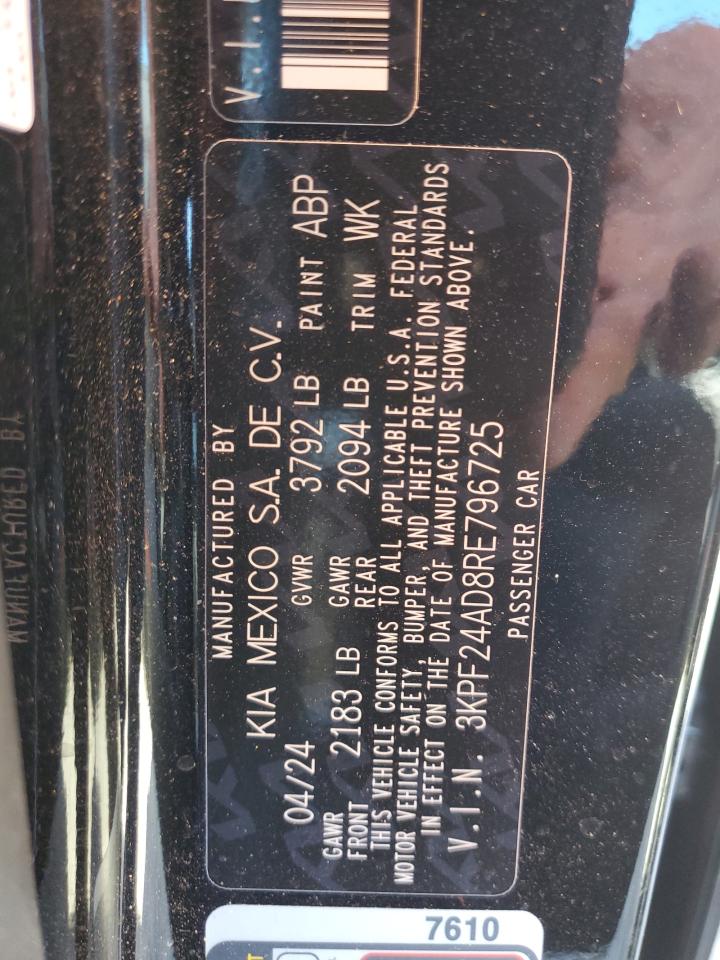 V.I.N
MANUFACTURED BY
KIA MEXICO S.A. DE C.V.
04/24 GVWR 3792 LB PAINT ABP
GAWR FRONT 2183 LB GAWR REAR 2094 LB TRIM WK
THIS VEHICLE CONFORMS TO ALL APPLICABLE U.S.A. FEDERAL
MOTOR VEHICLE SAFETY, BUMPER, AND THEFT PREVENTION STANDARDS
IN EFFECT ON THE DATE OF MANUFACTURE SHOWN ABOVE.
V.I.N. 3KPF24AD8RE796725
PASSENGER CAR
7610
MANUFACTURED BY